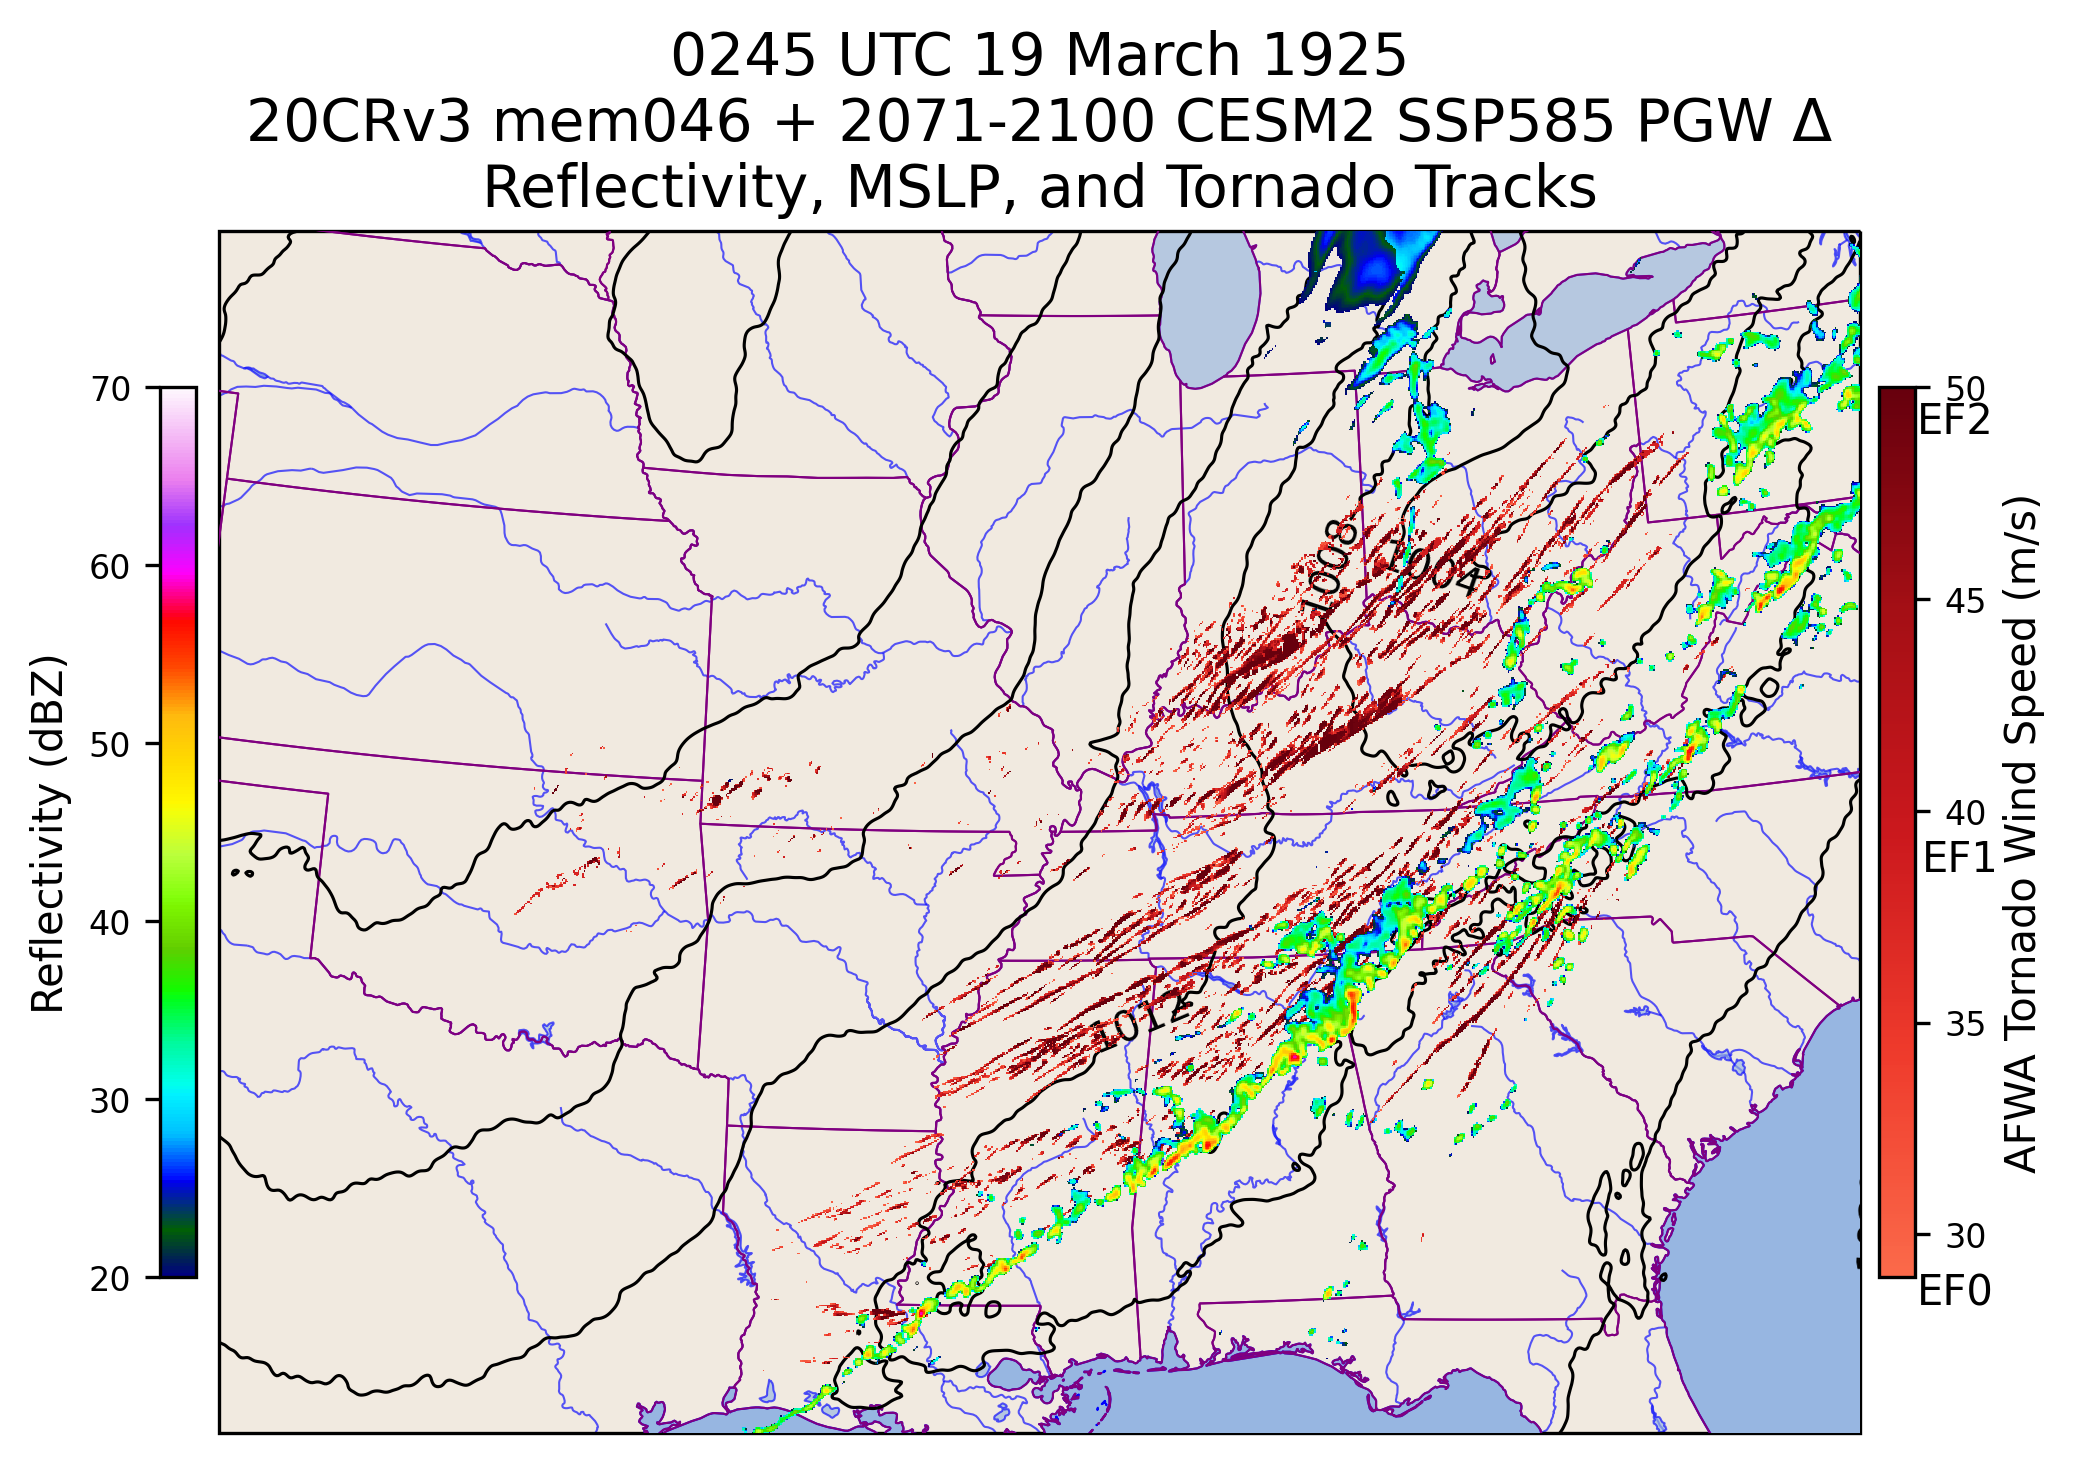 0245 UTC 19 March 1925
20CRv3 mem046 + 2071-2100 CESM2 SSP585 PGW Δ
Reflectivity, MSLP, and Tornado Tracks
Reflectivity (dBZ)
70
60
50
40
30
20
1008
1004
1012
50
EF2
45
40
EF1
35
30
EF0
AFWA Tornado Wind Speed (m/s)